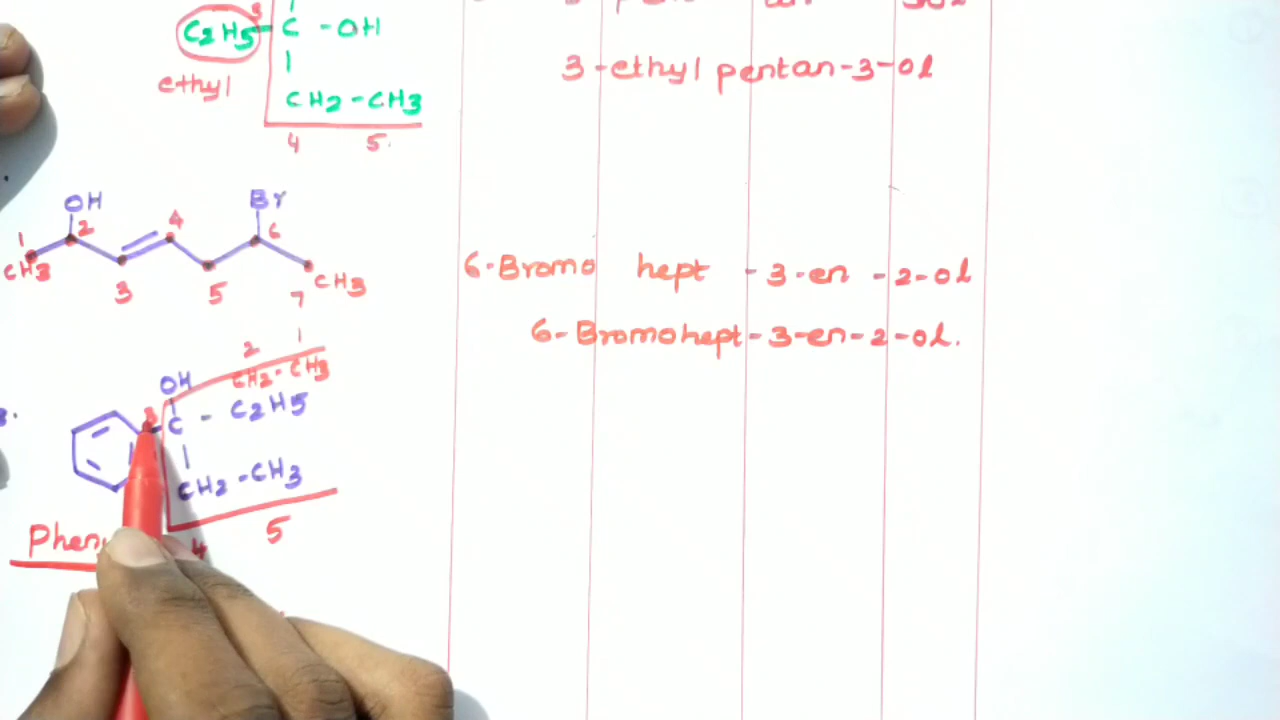 C2H5 - C - OH
3 - ethyl pentan - 3 - ol
ethyl
CH2 - CH3
4 5.
OH Br
1 2 4 6
CH3 CH3
3 5 7
6-Bromo hept - 3-en - 2-ol
6-Bromohept-3-en-2-ol.
2 1
CH2-CH3
OH
C - C2H5
CH2-CH3
4 5